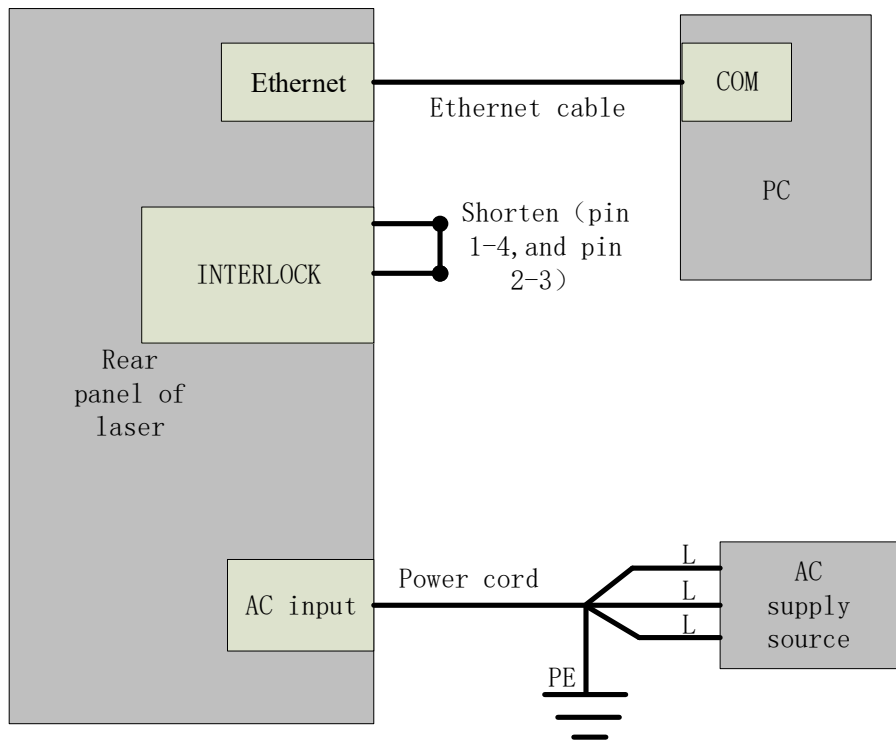 Ethernet
COM
Ethernet cable
PC
Shorten（pin
1-4,and pin
2-3）
INTERLOCK
Rear
panel of
laser
AC input
Power cord
L
L
L
AC
supply
source
PE